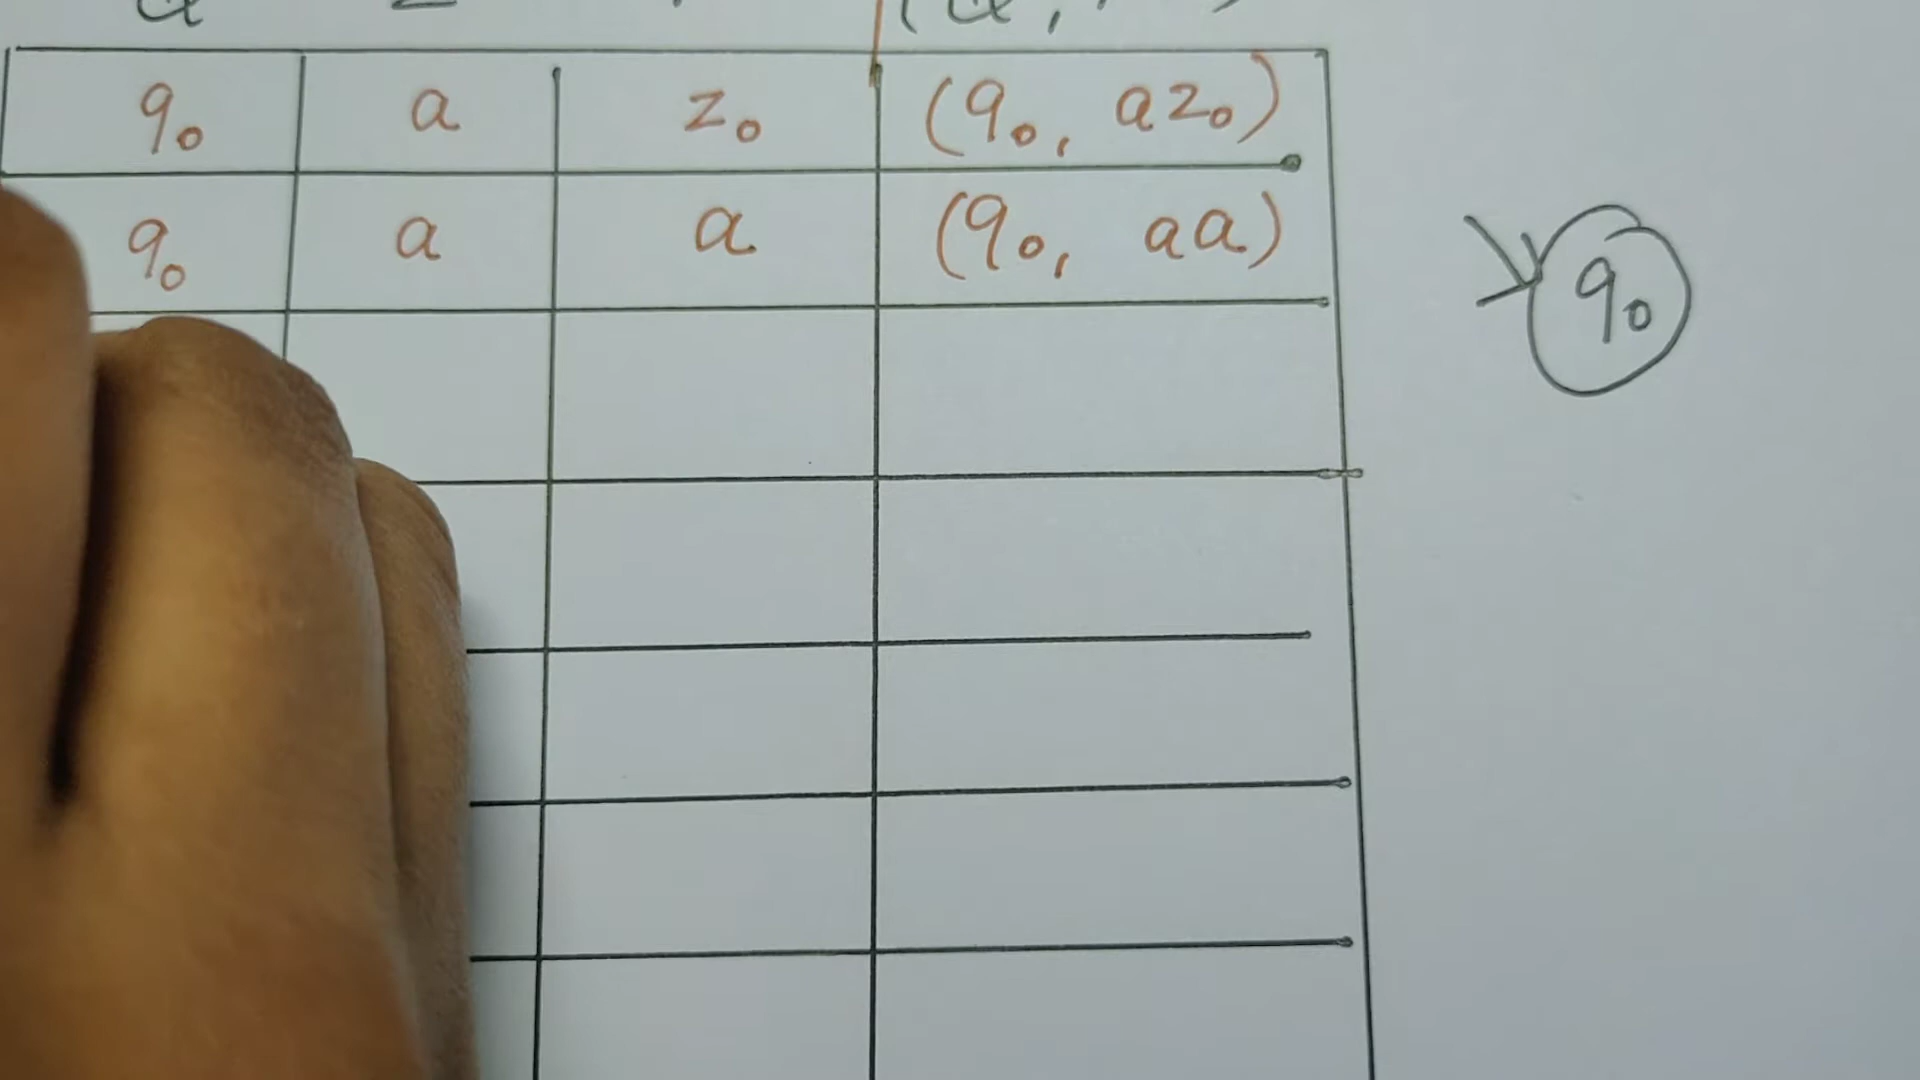 q₀ a z₀ (q₀, az₀)
q₀ a a (q₀, aa)
q₀